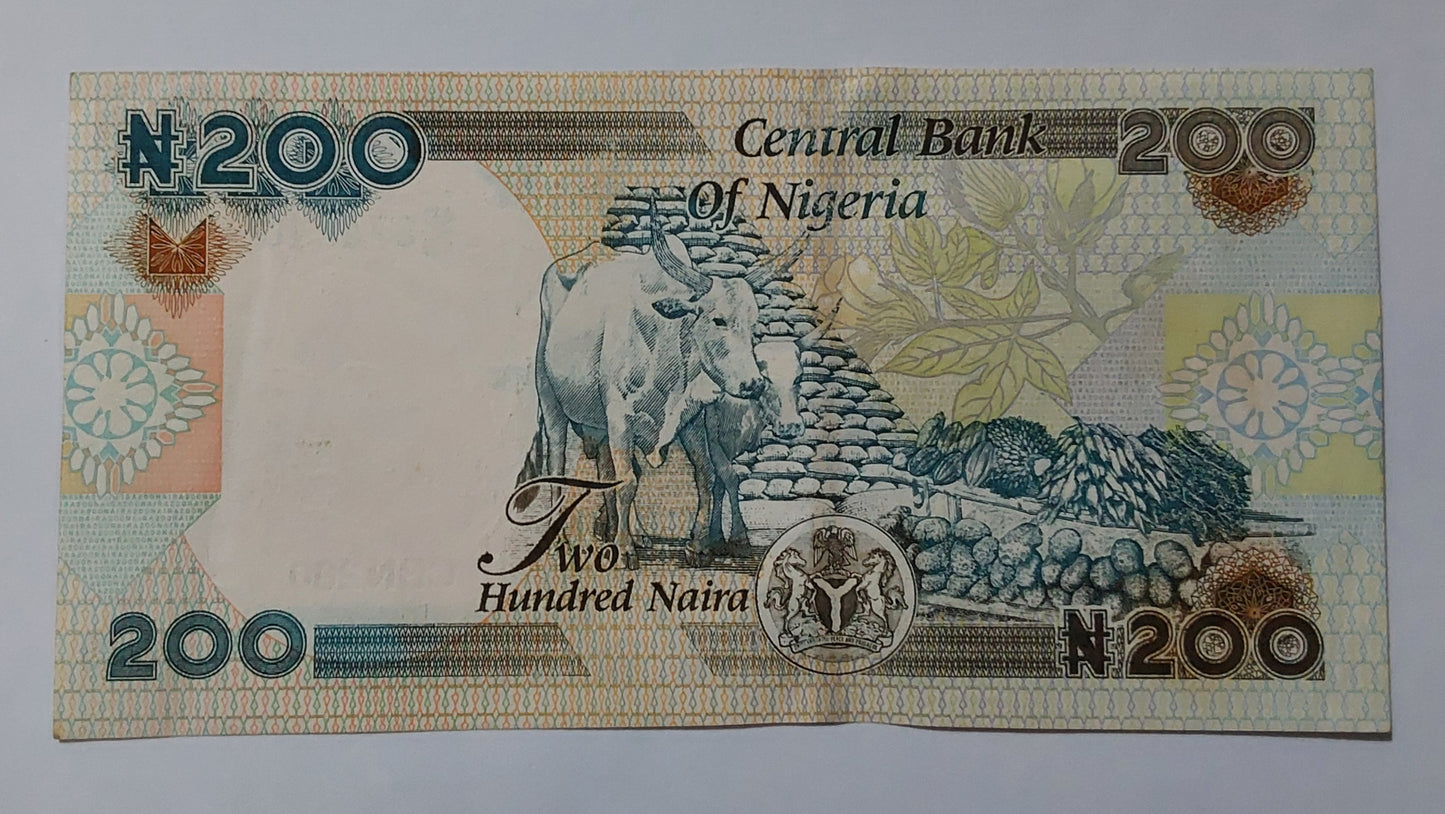 ₦200
Central Bank
Of Nigeria
200
Two
Hundred Naira
200
₦200